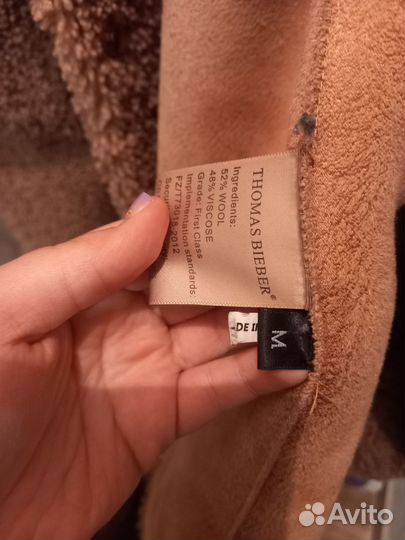 THOMAS BIEBER®
Ingredients:
52% WOOL
48% VISCOSE
Grade: First Class
Implementation standards:
FZ/T73018-2012
M
Avito